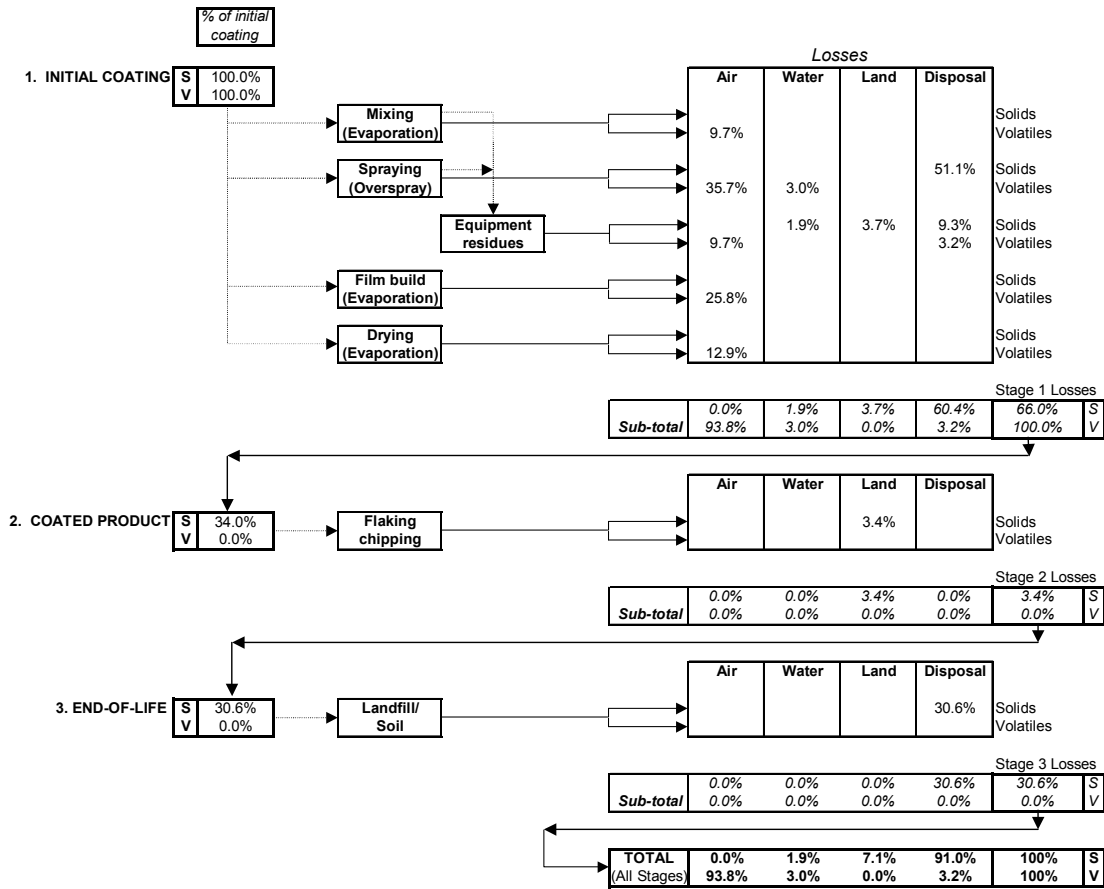 % of initial
coating
Losses
1. INITIAL COATING S 100.0% Air Water Land Disposal
V 100.0%
Mixing Solids
(Evaporation) 9.7% Volatiles
Spraying 51.1% Solids
(Overspray) 35.7% 3.0% Volatiles
Equipment 1.9% 3.7% 9.3% Solids
residues 9.7% 3.2% Volatiles
Film build Solids
(Evaporation) 25.8% Volatiles
Drying Solids
(Evaporation) 12.9% Volatiles
Stage 1 Losses
0.0% 1.9% 3.7% 60.4% 66.0% S
Sub-total 93.8% 3.0% 0.0% 3.2% 100.0% V
Air Water Land Disposal
2. COATED PRODUCT S 34.0% Flaking 3.4% Solids
V 0.0% chipping Volatiles
Stage 2 Losses
0.0% 0.0% 3.4% 0.0% 3.4% S
Sub-total 0.0% 0.0% 0.0% 0.0% 0.0% V
Air Water Land Disposal
3. END-OF-LIFE S 30.6% Landfill/ 30.6% Solids
V 0.0% Soil Volatiles
Stage 3 Losses
0.0% 0.0% 0.0% 30.6% 30.6% S
Sub-total 0.0% 0.0% 0.0% 0.0% 0.0% V
TOTAL 0.0% 1.9% 7.1% 91.0% 100% S
(All Stages) 93.8% 3.0% 0.0% 3.2% 100% V